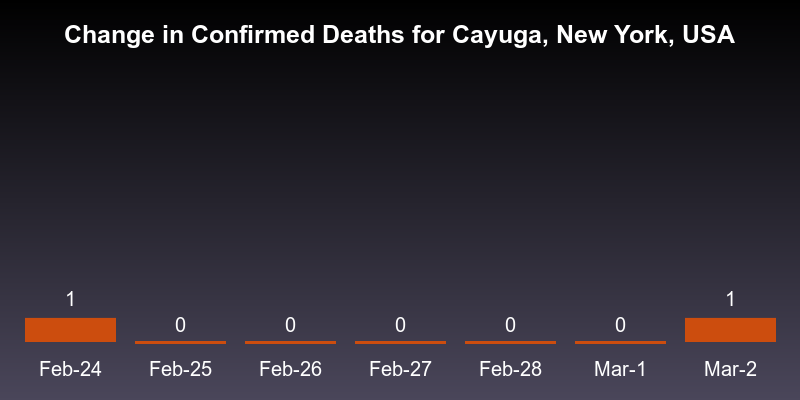 Change in Confirmed Deaths for Cayuga, New York, USA
1 0 0 0 0 0 1
Feb-24 Feb-25 Feb-26 Feb-27 Feb-28 Mar-1 Mar-2